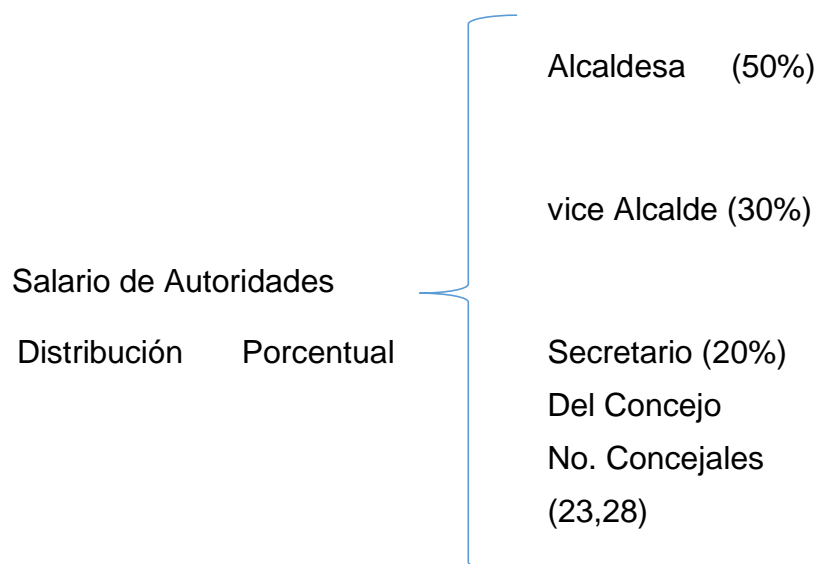 Salario de Autoridades
Distribución Porcentual
Alcaldesa (50%)
vice Alcalde (30%)
Secretario (20%)
Del Concejo
No. Concejales
(23,28)